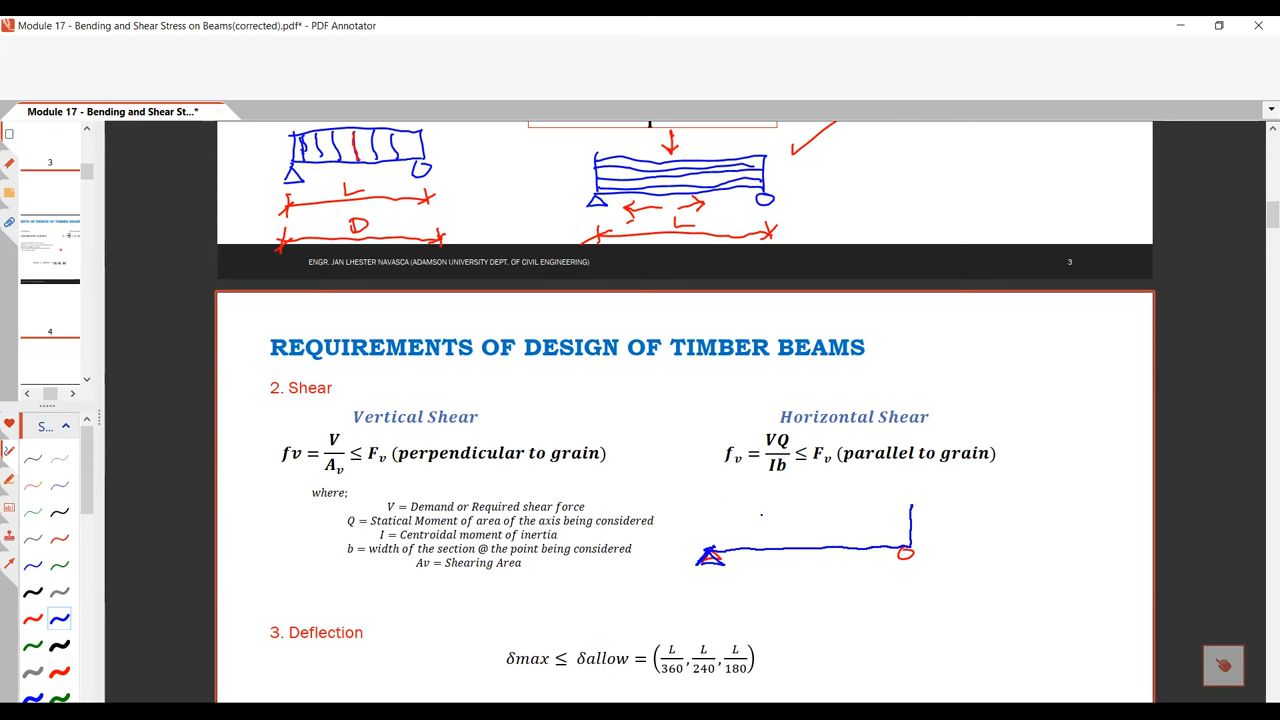 Module 17 - Bending and Shear Stress on Beams(corrected).pdf* - PDF Annotator
Module 17 - Bending and Shear St...*
3
4
S...
L
D
L
ENGR. JAN LHESTER NAVASCA (ADAMSON UNIVERSITY DEPT. OF CIVIL ENGINEERING)
3
REQUIREMENTS OF DESIGN OF TIMBER BEAMS
2. Shear
Vertical Shear
fv = V/Av ≤ Fv (perpendicular to grain)
where;
V = Demand or Required shear force
Q = Statical Moment of area of the axis being considered
I = Centroidal moment of inertia
b = width of the section @ the point being considered
Av = Shearing Area
Horizontal Shear
fv = VQ/Ib ≤ Fv (parallel to grain)
3. Deflection
δmax ≤ δallow = (L/360, L/240, L/180)